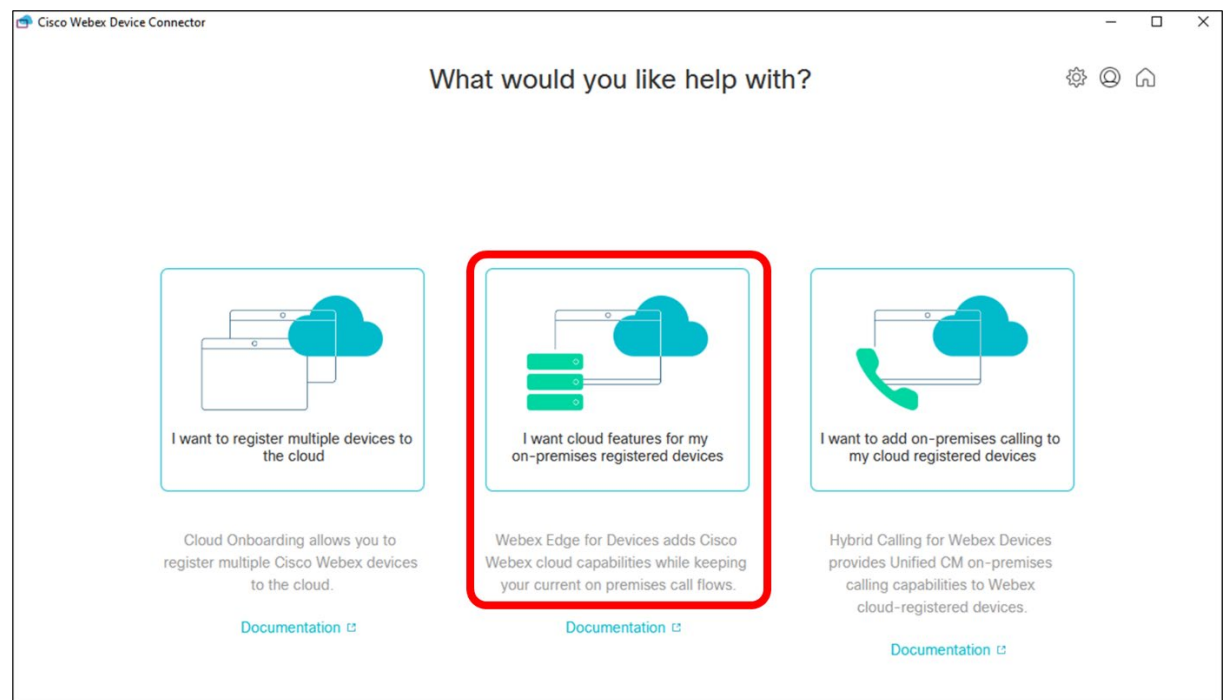 Cisco Webex Device Connector
What would you like help with?
I want to register multiple devices to
the cloud
Cloud Onboarding allows you to
register multiple Cisco Webex devices
to the cloud.
Documentation
I want cloud features for my
on-premises registered devices
Webex Edge for Devices adds Cisco
Webex cloud capabilities while keeping
your current on premises call flows.
Documentation
I want to add on-premises calling to
my cloud registered devices
Hybrid Calling for Webex Devices
provides Unified CM on-premises
calling capabilities to Webex
cloud-registered devices.
Documentation